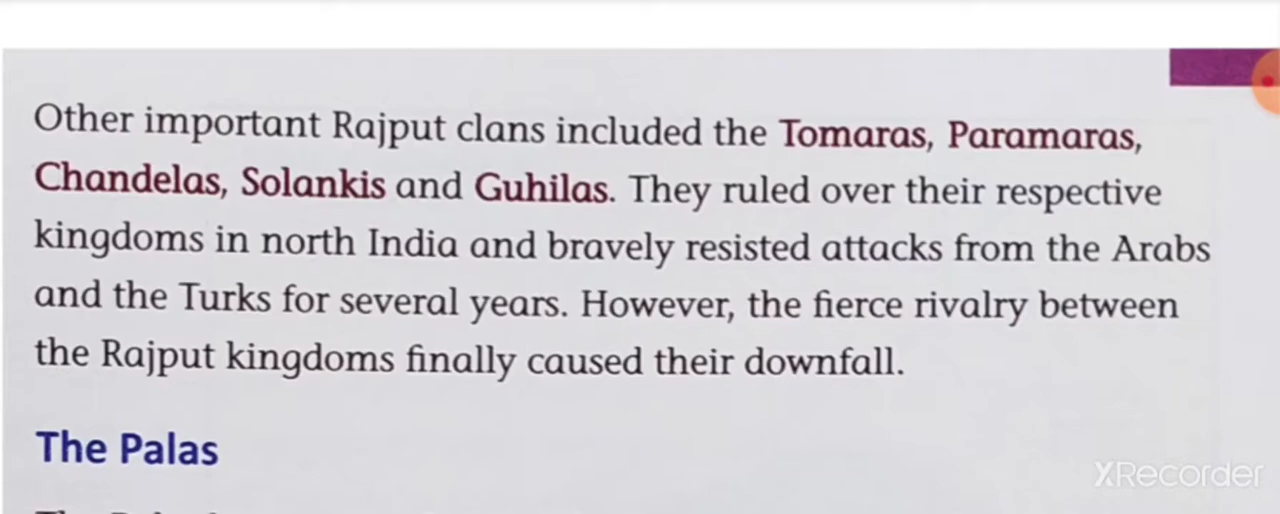 Other important Rajput clans included the Tomaras, Paramaras,
Chandelas, Solankis and Guhilas. They ruled over their respective
kingdoms in north India and bravely resisted attacks from the Arabs
and the Turks for several years. However, the fierce rivalry between
the Rajput kingdoms finally caused their downfall.
The Palas
XRecorder